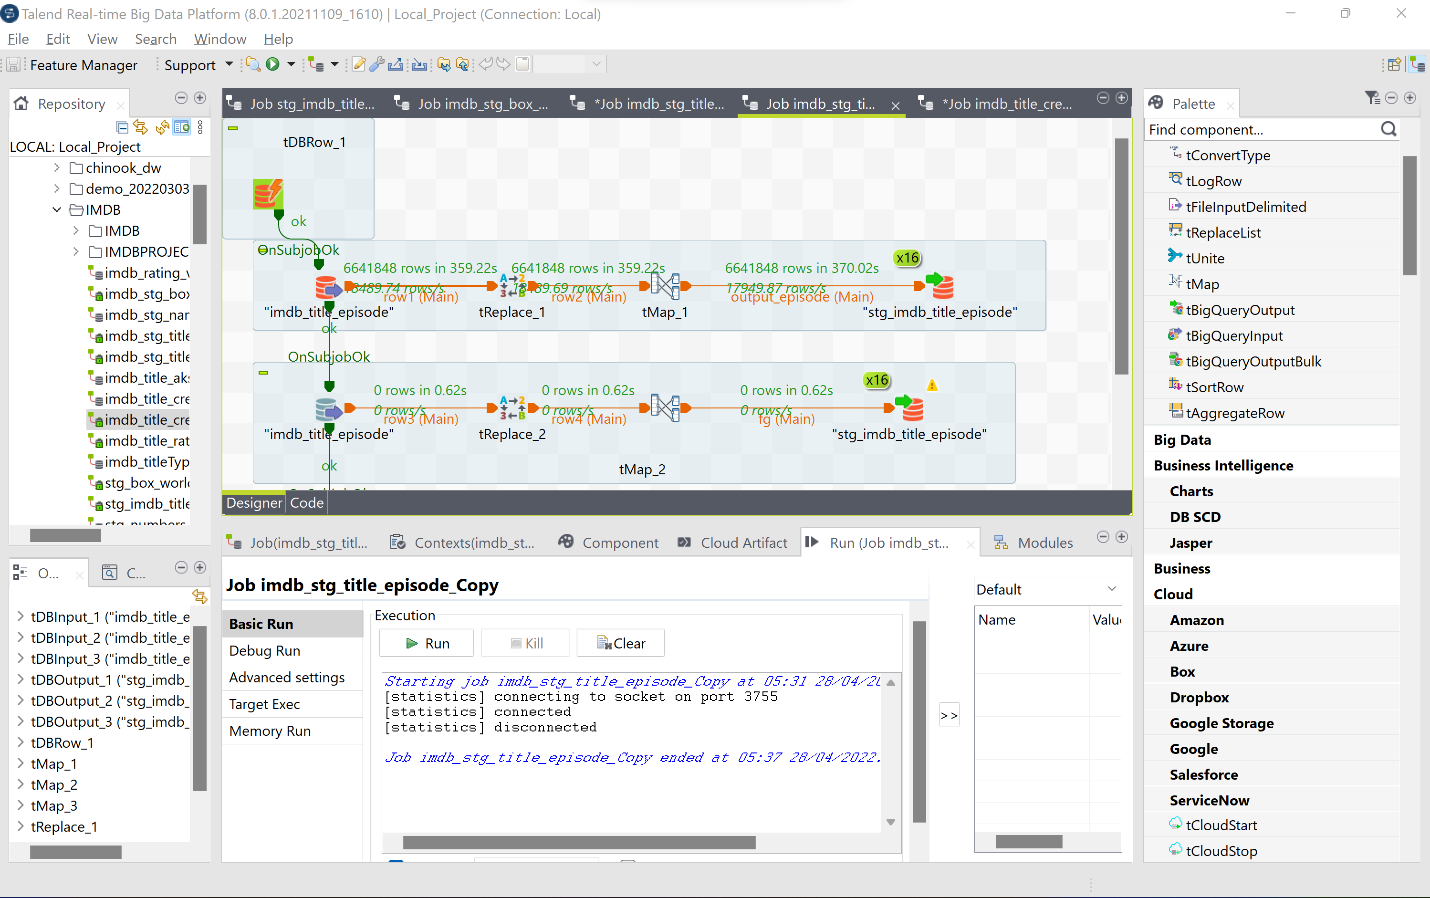 Talend Real-time Big Data Platform (8.0.1.20211109_1610) | Local_Project (Connection: Local)
File Edit View Search Window Help
Feature Manager Support
Repository
LOCAL: Local_Project
chinook_dw
demo_20220303
IMDB
IMDB
IMDBPROJEC
imdb_rating_v
imdb_stg_box
imdb_stg_nar
imdb_stg_title
imdb_stg_title
imdb_title_aks
imdb_title_cre
imdb_title_cre
imdb_title_rat
imdb_titleTyp
stg_box_worl
stg_imdb_title
stg_numbers
Job stg_imdb_title... Job imdb_stg_box_... *Job imdb_stg_title... Job imdb_stg_ti... *Job imdb_title_cre...
tDBRow_1
ok
OnSubjobOk
6641848 rows in 359.22s 6641848 rows in 359.22s 6641848 rows in 370.02s x16
18489.74 rows/s 18489.69 rows/s 17949.87 rows/s
row1 (Main) row2 (Main) output_episode (Main)
"imdb_title_episode" tReplace_1 tMap_1 "stg_imdb_title_episode"
ok
OnSubjobOk
0 rows in 0.62s 0 rows in 0.62s 0 rows in 0.62s x16
0 rows/s 0 rows/s 0 rows/s
row3 (Main) row4 (Main) fg (Main)
"imdb_title_episode" tReplace_2 "stg_imdb_title_episode"
ok
tMap_2
Designer Code
Palette
Find component...
tConvertType
tLogRow
tFileInputDelimited
tReplaceList
tUnite
tMap
tBigQueryOutput
tBigQueryInput
tBigQueryOutputBulk
tSortRow
tAggregateRow
Big Data
Business Intelligence
Charts
DB SCD
Jasper
Business
Cloud
Amazon
Azure
Box
Dropbox
Google Storage
Google
Salesforce
ServiceNow
tCloudStart
tCloudStop
O... C...
tDBInput_1 ("imdb_title_e
tDBInput_2 ("imdb_title_e
tDBInput_3 ("imdb_title_e
tDBOutput_1 ("stg_imdb_
tDBOutput_2 ("stg_imdb_
tDBOutput_3 ("stg_imdb_
tDBRow_1
tMap_1
tMap_2
tMap_3
tReplace_1
Job(imdb_stg_titl... Contexts(imdb_st... Component Cloud Artifact Run (Job imdb_st... Modules
Job imdb_stg_title_episode_Copy
Basic Run
Debug Run
Advanced settings
Target Exec
Memory Run
Execution
Run Kill Clear
Starting job imdb_stg_title_episode_Copy at 05:31 28/04/20
[statistics] connecting to socket on port 3755
[statistics] connected
[statistics] disconnected
Job imdb_stg_title_episode_Copy ended at 05:37 28/04/2022.
>>
Default
Name Valu